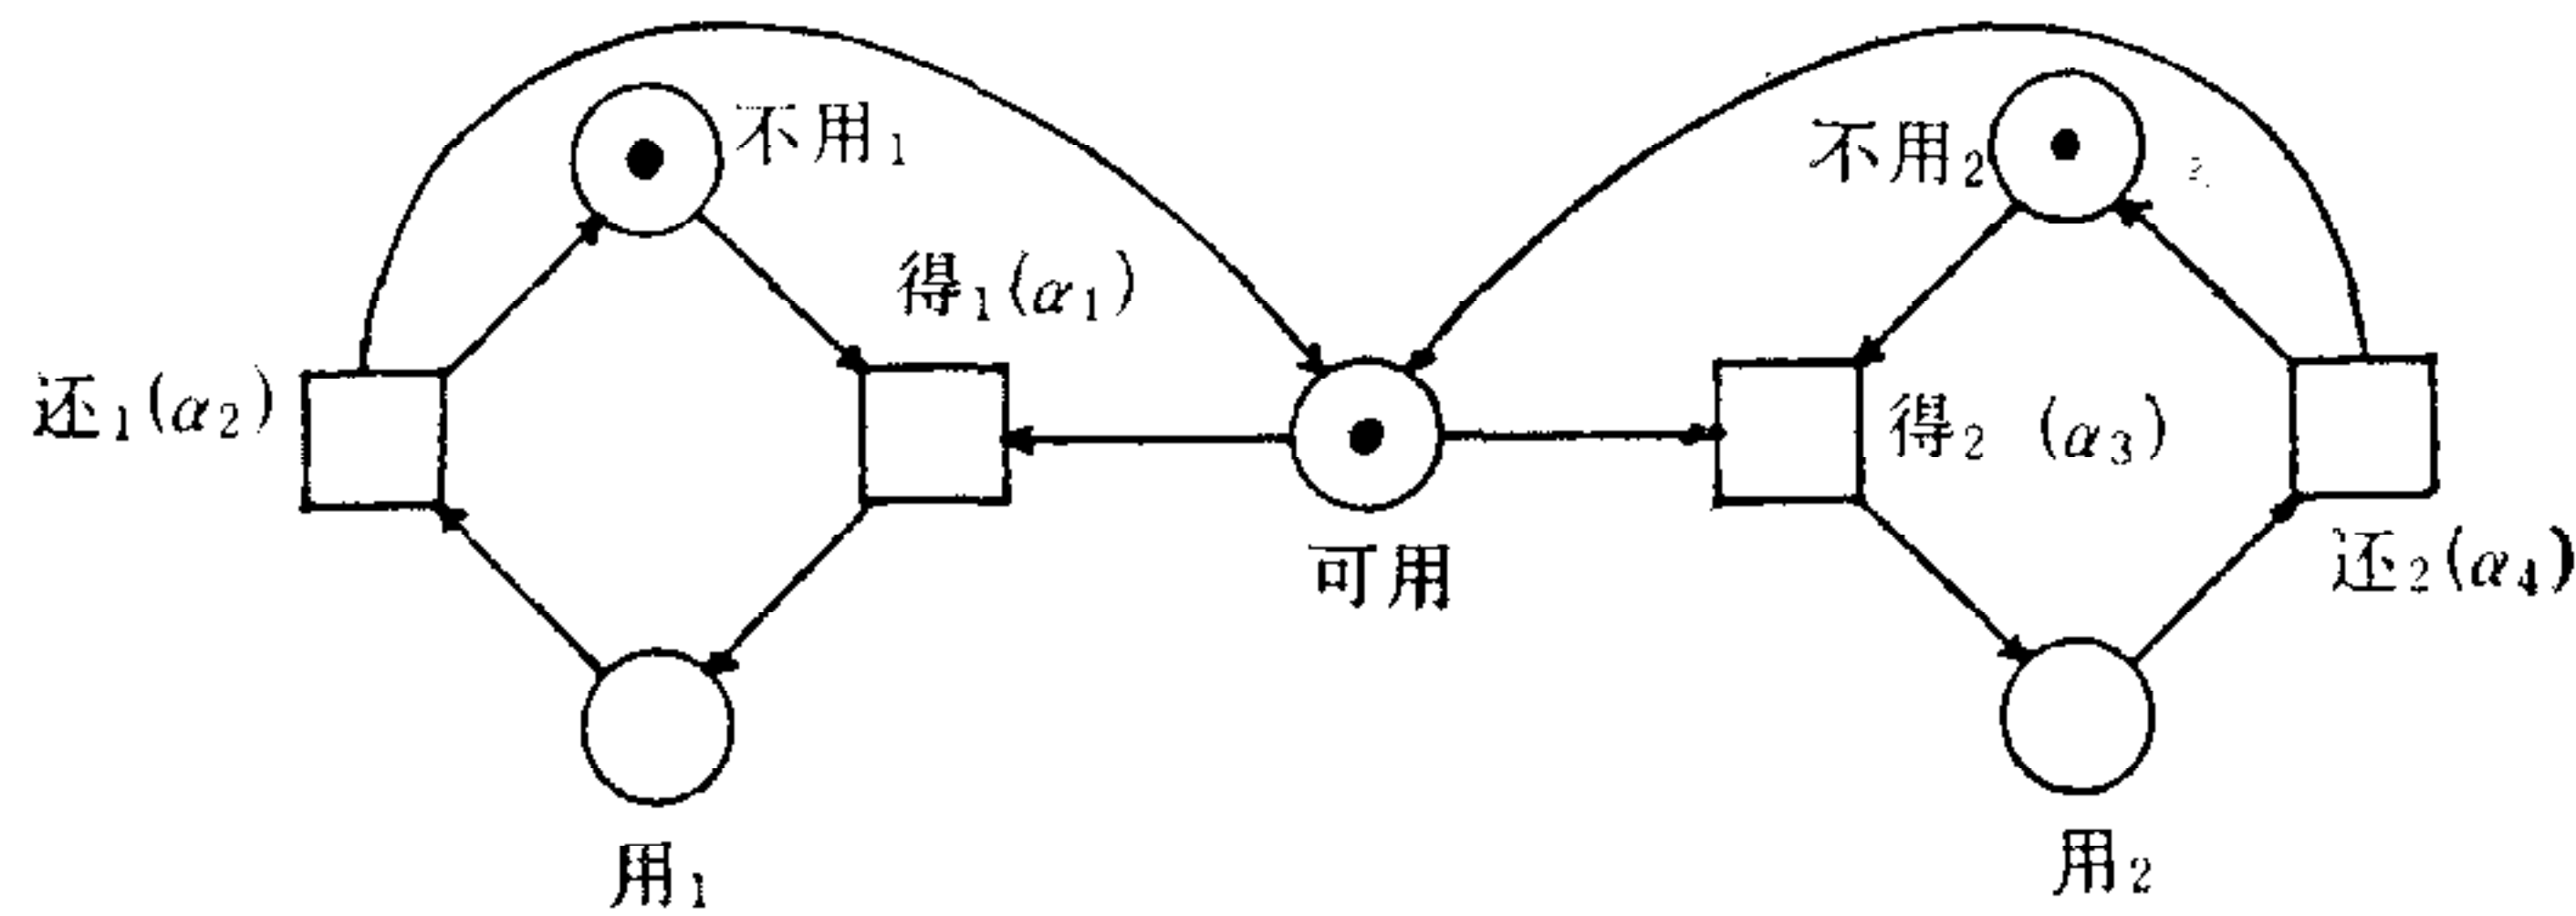 不用₁
不用₂
得₁(α₁)
还₁(α₂)
得₂ (α₃)
可用
还₂(α₄)
用₁
用₂